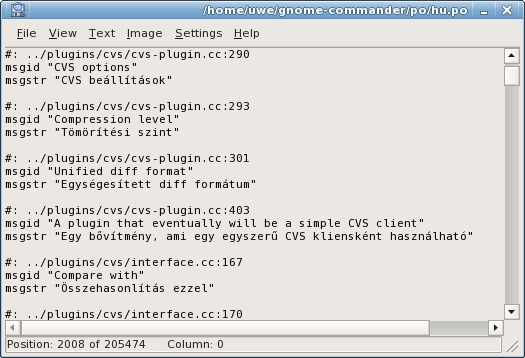 /home/uwe/gnome-commander/po/hu.po
File View Text Image Settings Help
#: ../plugins/cvs/cvs-plugin.cc:290
msgid "CVS options"
msgstr "CVS beállítások"
#: ../plugins/cvs/cvs-plugin.cc:293
msgid "Compression level"
msgstr "Tömörítési szint"
#: ../plugins/cvs/cvs-plugin.cc:301
msgid "Unified diff format"
msgstr "Egységesített diff formátum"
#: ../plugins/cvs/cvs-plugin.cc:403
msgid "A plugin that eventually will be a simple CVS client"
msgstr "Egy bővítmény, ami egy egyszerű CVS kliensként használható"
#: ../plugins/cvs/interface.cc:167
msgid "Compare with"
msgstr "Összehasonlítás ezzel"
#: ../plugins/cvs/interface.cc:170
Position: 2008 of 205474 Column: 0